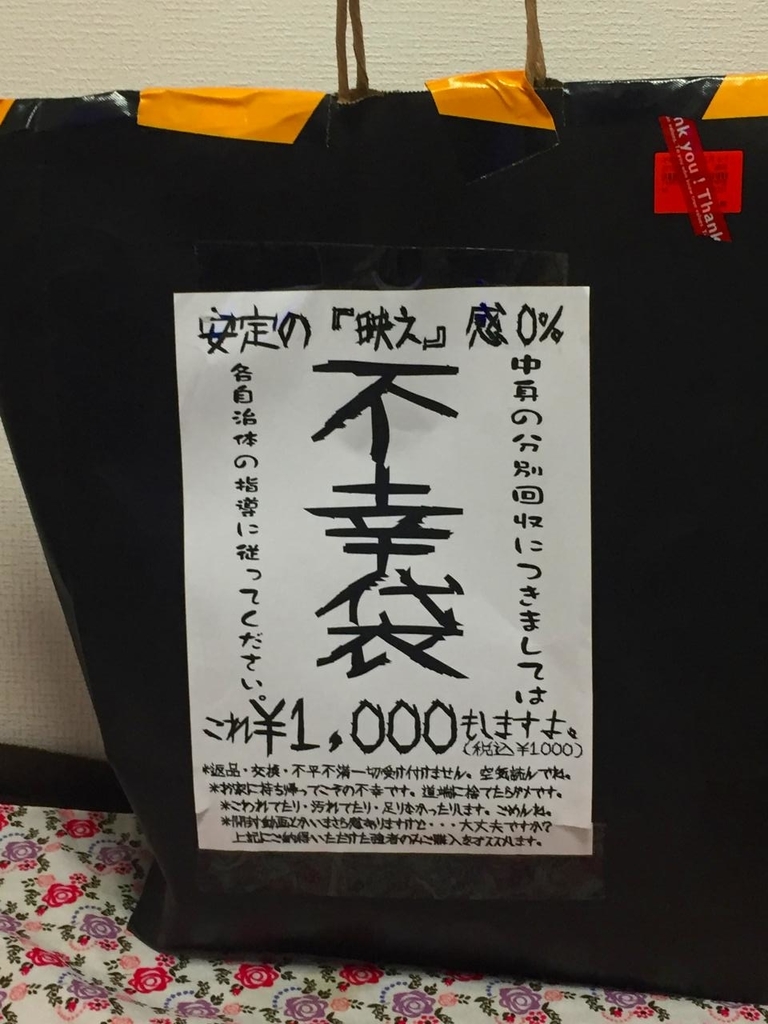 nk you! Thank
安定の『映え』感0%
中身の分別回収につきましては
各自治体の指導に従ってください。
不幸袋
これ¥1,000もしますよ。
(税込¥1000)
*返品・交換・不平不満一切受け付けません。空気読んでね。
*お家に持ち帰ってこその不幸です。道端に捨てたらダメです。
*こわれてたり・汚れてたり・足りなかったりします。ごめんね。
*開封動画とかいまさら感ありますけど・・・大丈夫ですか?
上記にご納得いただけた強者のみご購入をオススメします。